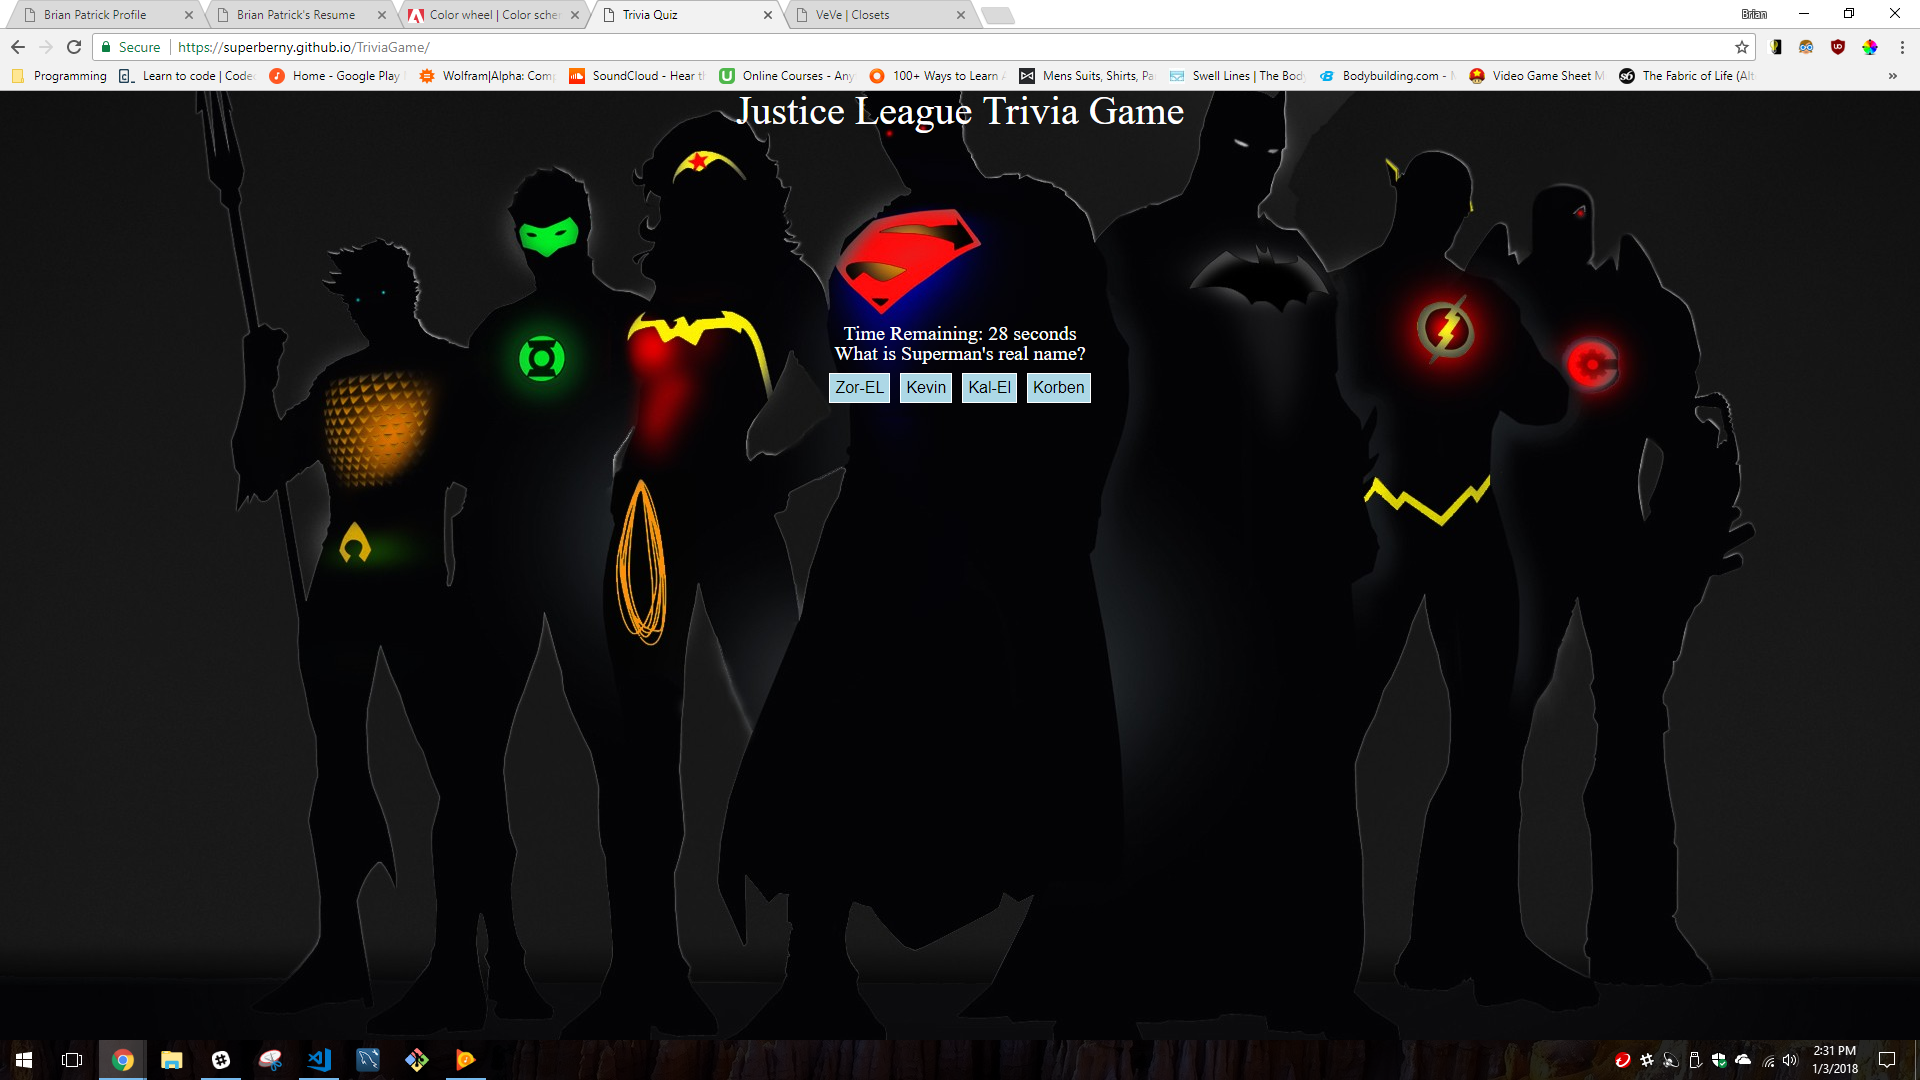 Brian Patrick Profile
Brian Patrick's Resume
Color wheel | Color sche
Trivia Quiz
VeVe | Closets
Brian
Secure
https://superberny.github.io/TriviaGame/
Programming
Learn to code | Code
Home - Google Play
Wolfram|Alpha: Com
SoundCloud - Hear t
Online Courses - Any
100+ Ways to Learn
Mens Suits, Shirts, Pa
Swell Lines | The Bod
Bodybuilding.com -
Video Game Sheet M
The Fabric of Life (Alt
Justice League Trivia Game
Time Remaining: 28 seconds
What is Superman's real name?
Zor-EL
Kevin
Kal-El
Korben
2:31 PM
1/3/2018